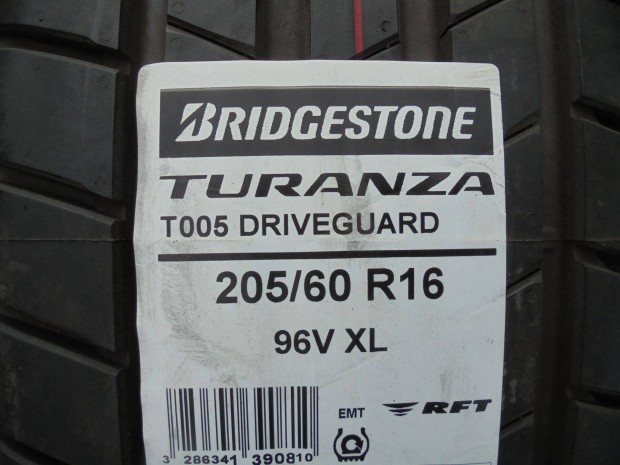 BRIDGESTONE
TURANZA
T005 DRIVEGUARD
205/60 R16
96V XL
EMT RFT
3 286341 390810